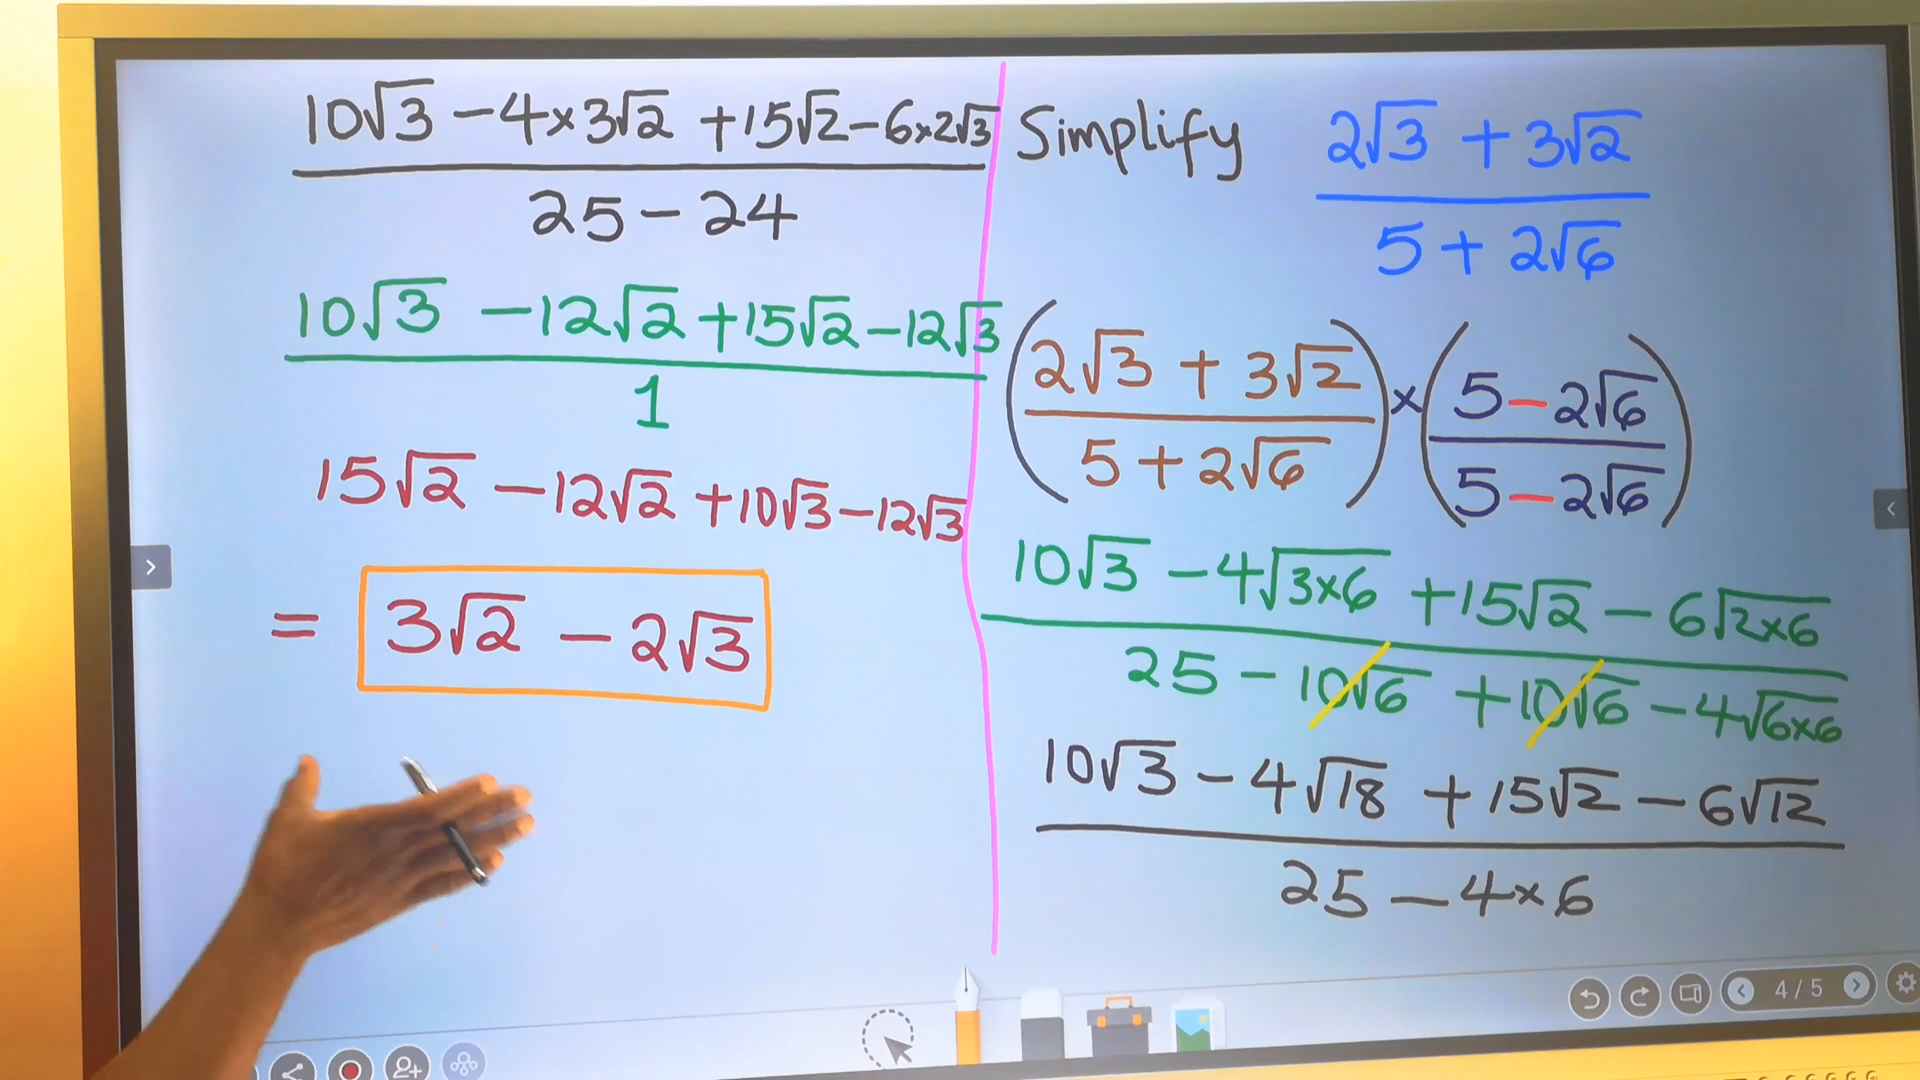 Simplify (2√3 + 3√2)/(5 + 2√6)
((2√3 + 3√2)/(5 + 2√6)) × ((5 - 2√6)/(5 - 2√6))
10√3 - 4√(3×6) + 15√2 - 6√(2×6)
25 - 10√6 + 10√6 - 4√(6×6)
10√3 - 4√18 + 15√2 - 6√12
25 - 4×6
10√3 - 4×3√2 + 15√2 - 6×2√3
25 - 24
10√3 - 12√2 + 15√2 - 12√3
1
15√2 - 12√2 + 10√3 - 12√3
= 3√2 - 2√3
4/5